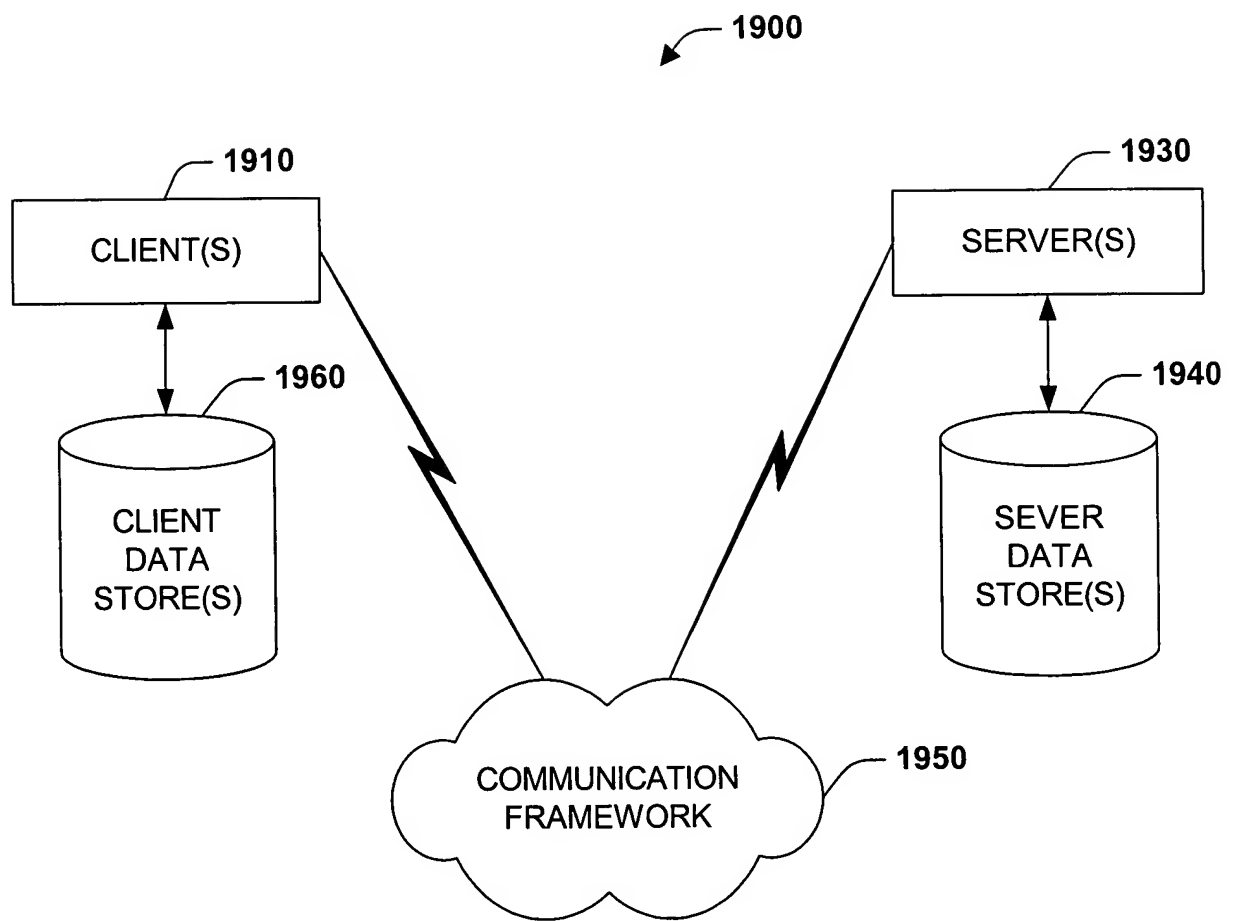 1900
1910
1930
CLIENT(S)
SERVER(S)
1960
1940
CLIENT
DATA
STORE(S)
SEVER
DATA
STORE(S)
COMMUNICATION
FRAMEWORK
1950